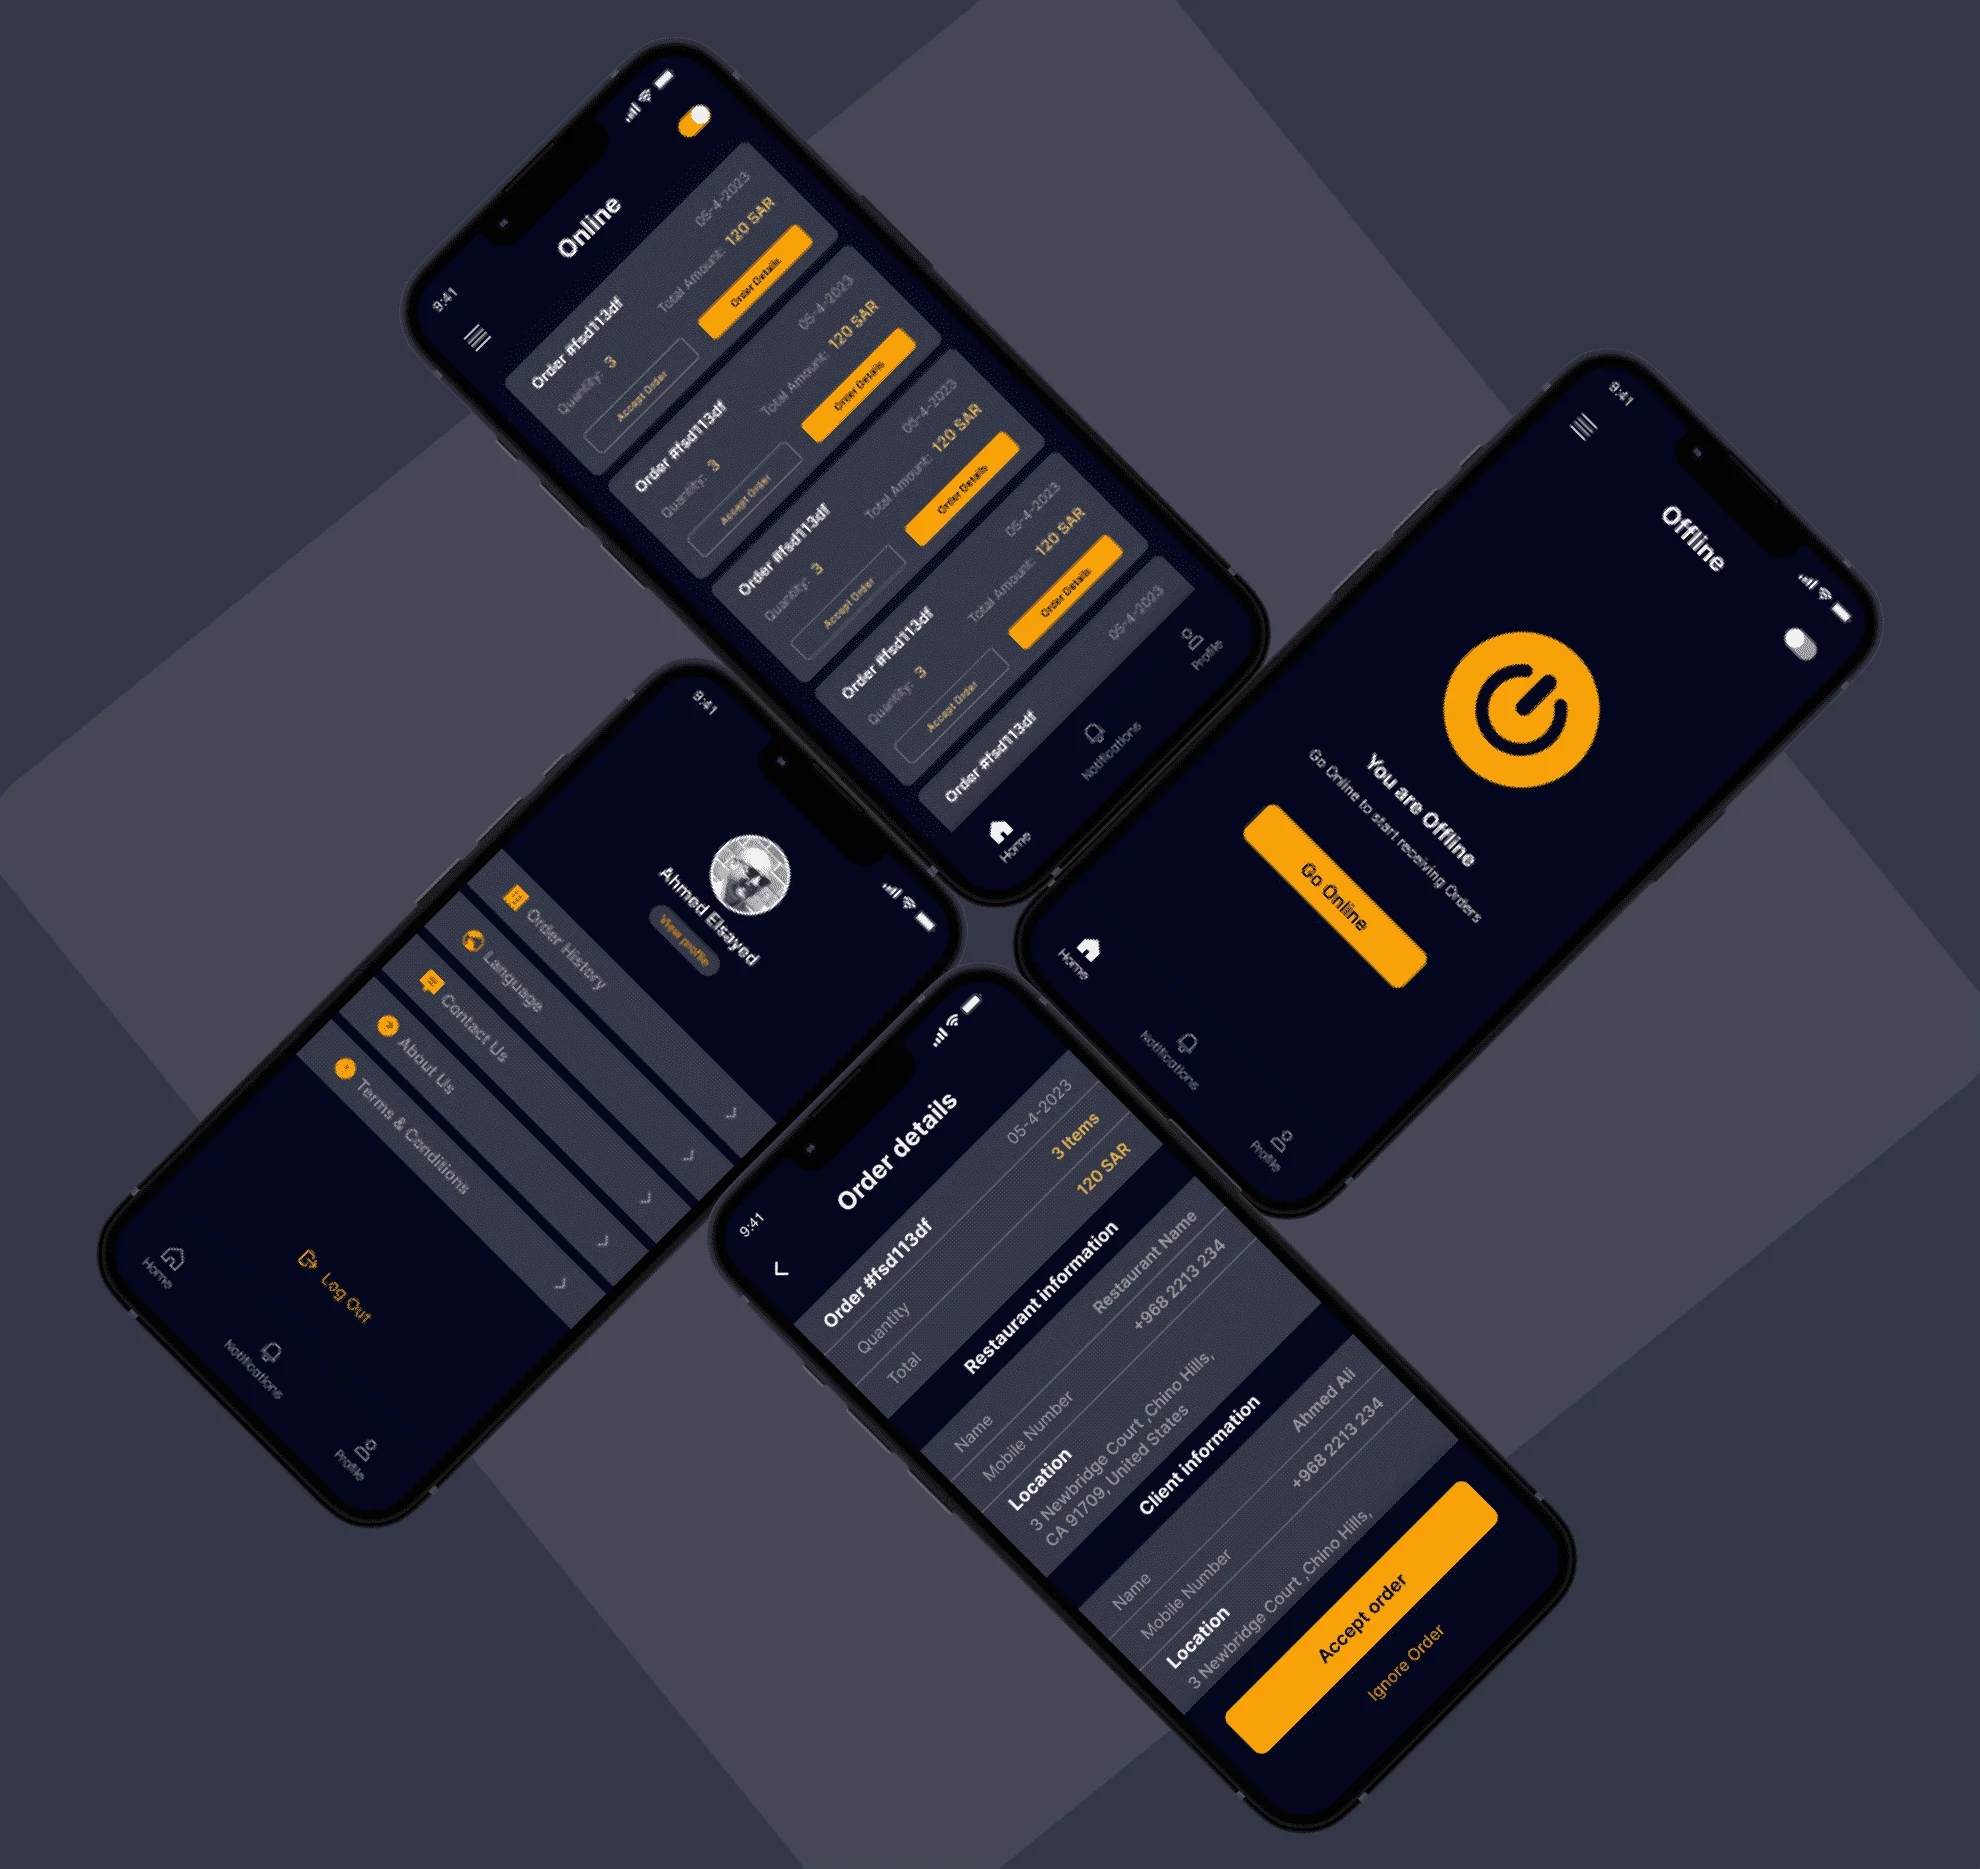 9:41
Online
Order #fsd113df
05-4-2023
Quantity: 3
Total Amount: 120 SAR
Accept Order
Order Details
Order #fsd113df
05-4-2023
Quantity: 3
Total Amount: 120 SAR
Accept Order
Order Details
Order #fsd113df
05-4-2023
Quantity: 3
Total Amount: 120 SAR
Accept Order
Order Details
Order #fsd113df
05-4-2023
Quantity: 3
Total Amount: 120 SAR
Accept Order
Order Details
Order #fsd113df
05-4-2023
Home
Notifications
Profile
9:41
Offline
You are Offline
Go Online to start receiving Orders
Go Online
Home
Notifications
Profile
9:41
Ahmed Elsayed
View profile
Order History
Language
Contact Us
About Us
Terms & Conditions
Log Out
Home
Notifications
Profile
9:41
Order details
Order #fsd113df
05-4-2023
Quantity
3 Items
Total
120 SAR
Restaurant information
Name
Restaurant Name
Mobile Number
+968 2213 234
Location
3 Newbridge Court ,Chino Hills,
CA 91709, United States
Client information
Name
Ahmed Ali
Mobile Number
+968 2213 234
Location
3 Newbridge Court ,Chino Hills,
Accept order
Ignore Order